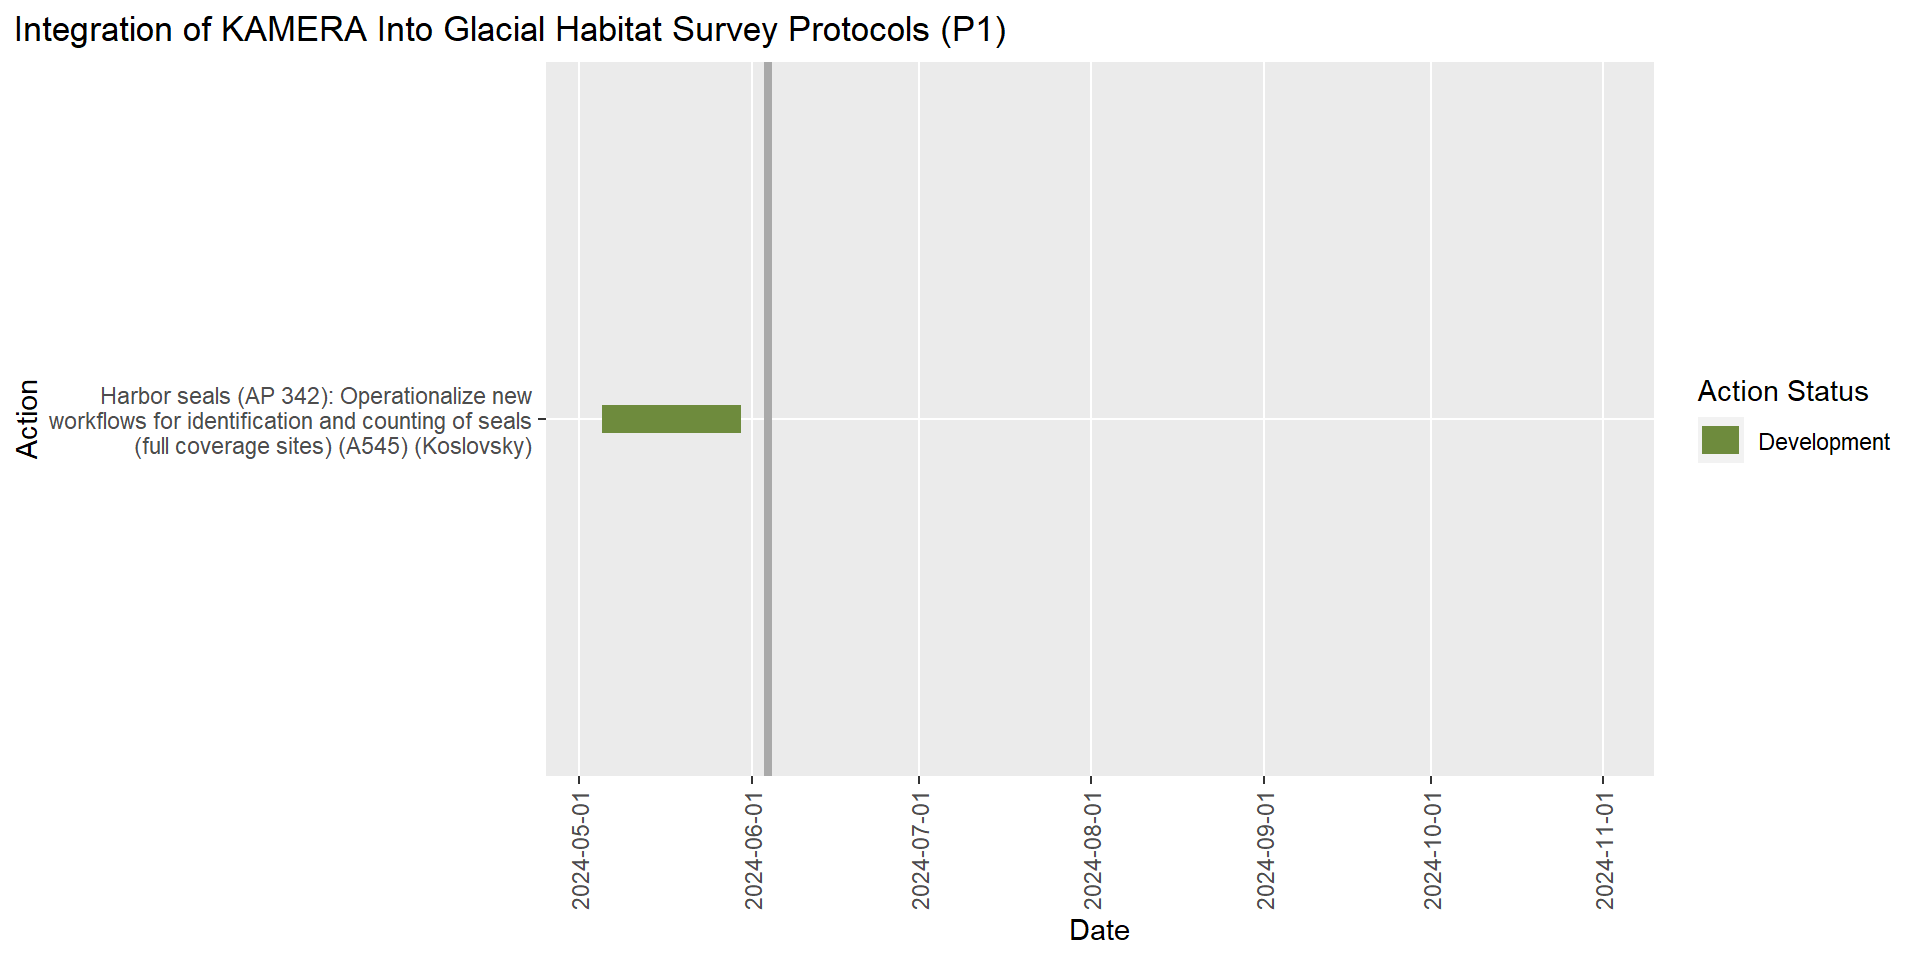 Integration of KAMERA Into Glacial Habitat Survey Protocols (P1)
Action
Harbor seals (AP 342): Operationalize new
workflows for identification and counting of seals
(full coverage sites) (A545) (Koslovsky)
Action Status
Development
2024-05-01
2024-06-01
2024-07-01
2024-08-01
2024-09-01
2024-10-01
2024-11-01
Date